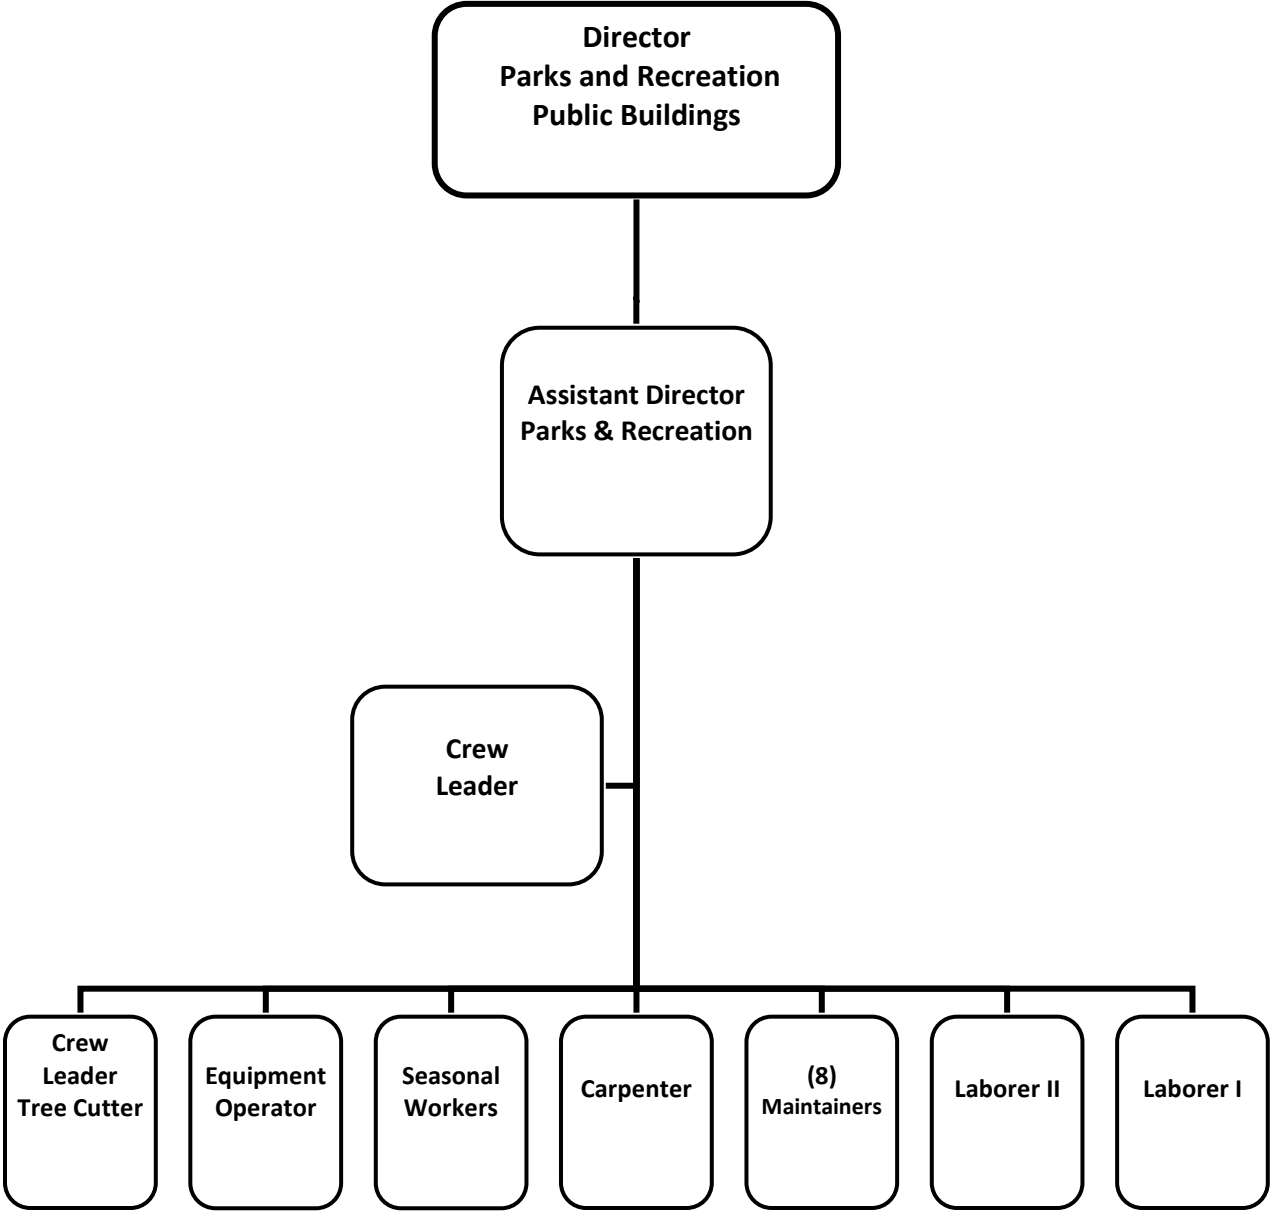 Director
Parks and Recreation
Public Buildings
Assistant Director
Parks & Recreation
Crew
Leader
Crew
Leader
Tree Cutter
Equipment
Operator
Seasonal
Workers
Carpenter
(8)
Maintainers
Laborer II
Laborer I